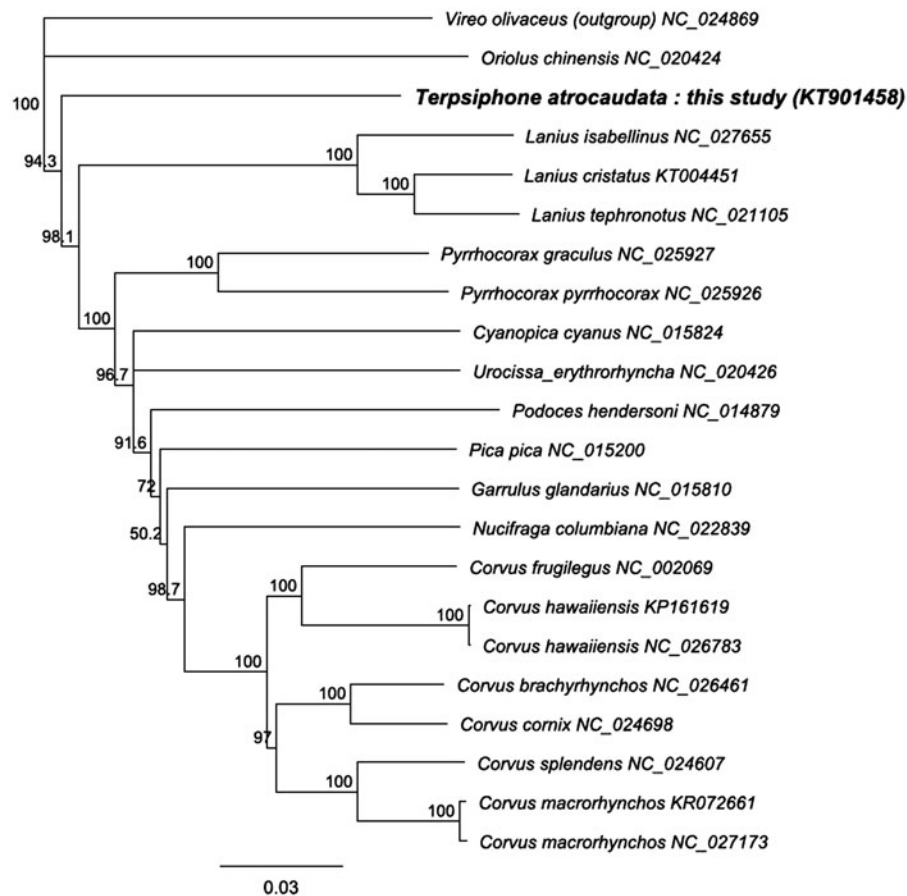 Vireo olivaceus (outgroup) NC_024869
Oriolus chinensis NC_020424
100
Terpsiphone atrocaudata : this study (KT901458)
Lanius isabellinus NC_027655
100
94.3
Lanius cristatus KT004451
100
Lanius tephronotus NC_021105
98.1
Pyrrhocorax graculus NC_025927
100
Pyrrhocorax pyrrhocorax NC_025926
100
Cyanopica cyanus NC_015824
Urocissa_erythrorhyncha NC_020426
96.7
Podoces hendersoni NC_014879
91.6
Pica pica NC_015200
72
Garrulus glandarius NC_015810
50.2
Nucifraga columbiana NC_022839
Corvus frugilegus NC_002069
98.7
100
Corvus hawaiiensis KP161619
100
Corvus hawaiiensis NC_026783
100
Corvus brachyrhynchos NC_026461
100
Corvus cornix NC_024698
97
Corvus splendens NC_024607
100
Corvus macrorhynchos KR072661
100
Corvus macrorhynchos NC_027173
0.03